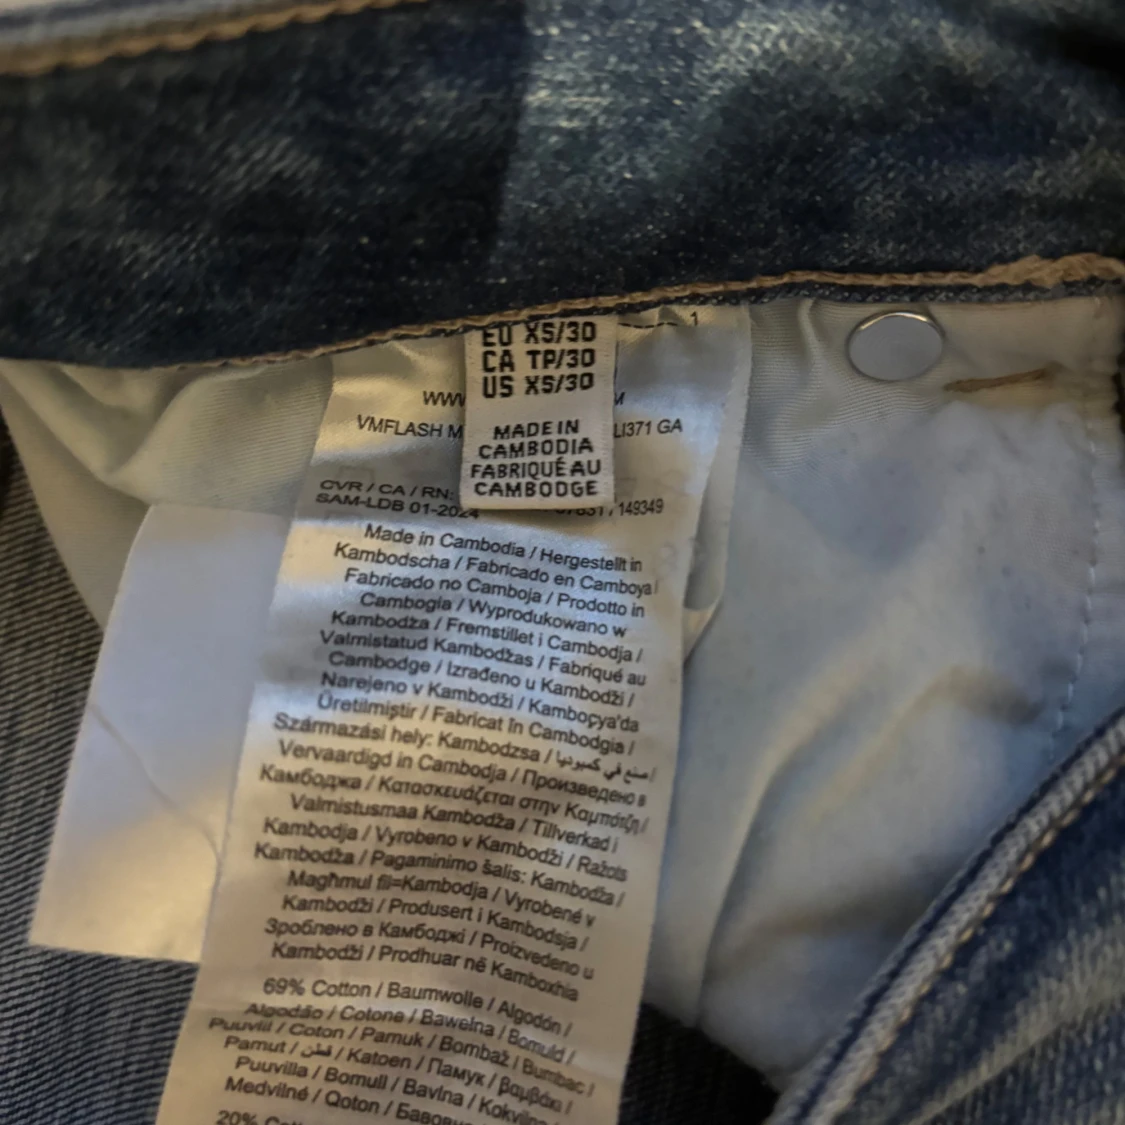 EU XS/30
CA TP/30
US XS/30
MADE IN
CAMBODIA
FABRIQUÉ AU
CAMBODGE
1
WWW
M
VMFLASH M
LI371 GA
CVR / CA / RN:
149349
SAM-LDB 01-2024
Made in Cambodia / Hergestellt in
Kambodscha / Fabricado en Camboya /
Fabricado no Camboja / Prodotto in
Cambogia / Wyprodukowano w
Kambodża / Fremstillet i Cambodja /
Valmistatud Kambodžas / Fabriqué au
Cambodge / Izrađeno u Kambodži /
Narejeno v Kambodži / Kamboçya'da
Üretilmiştir / Fabricat în Cambodgia /
Származási hely: Kambodzsa / صنع في كمبوديا /
Vervaardigd in Cambodja / Произведено в
Камбоджа / Κατασκευάζεται στην Καμπότζη /
Valmistusmaa Kambodža / Tillverkad i
Kambodja / Vyrobeno v Kambodži / Ražots
Kambodža / Pagaminimo šalis: Kambodža /
Magħmul fil=Kambodja / Vyrobené v
Kambodži / Produsert i Kambodsja /
Зроблено в Камбоджі / Proizvedeno u
Kambodži / Prodhuar në Kamboxhia
69% Cotton / Baumwolle / Algodón /
Algodão / Cotone / Bawełna / Bomuld /
Puuvill / Coton / Pamuk / Bombaž / Bumbac /
Pamut / قطن / Katoen / Памук / βαμβάκι /
Puuvilla / Bomull / Bavlna / Kokvilna /
Medvilnė / Qoton /
20%